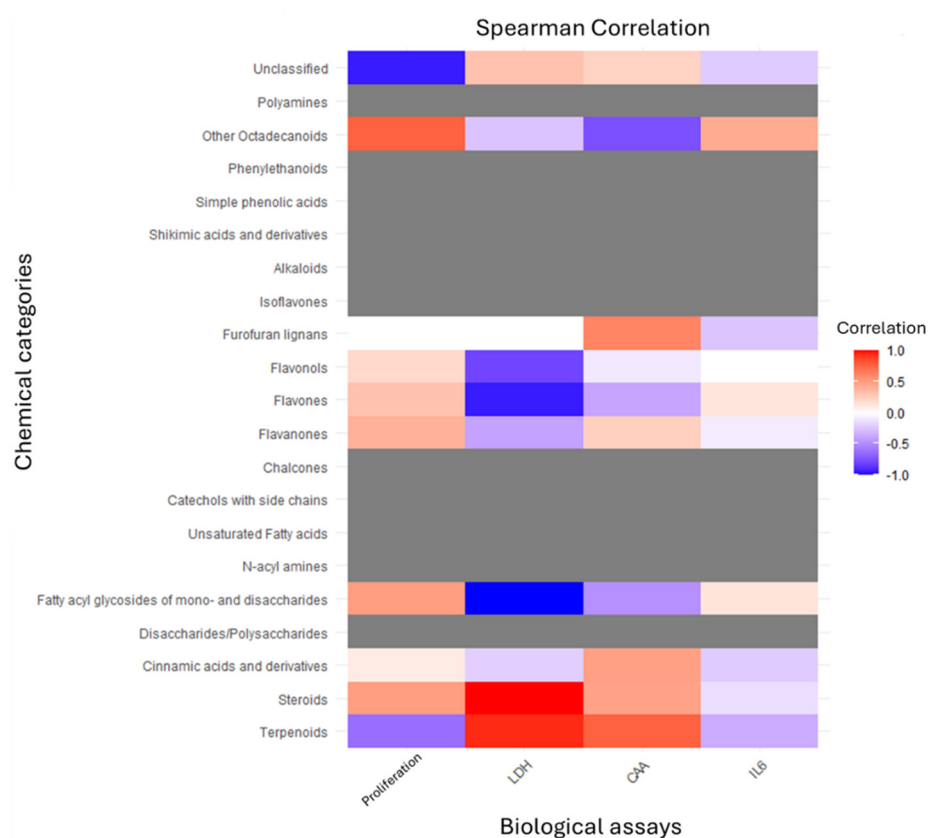 Spearman Correlation
Unclassified
Polyamines
Other Octadecanoids
Phenylethanoids
Simple phenolic acids
Shikimic acids and derivatives
Alkaloids
Isoflavones
Furofuran lignans
Flavonols
Flavones
Flavanones
Chalcones
Catechols with side chains
Unsaturated Fatty acids
N-acyl amines
Fatty acyl glycosides of mono- and disaccharides
Disaccharides/Polysaccharides
Cinnamic acids and derivatives
Steroids
Terpenoids
Chemical categories
Proliferation
LDH
CAA
IL6
Biological assays
Correlation
1.0
0.5
0.0
-0.5
-1.0